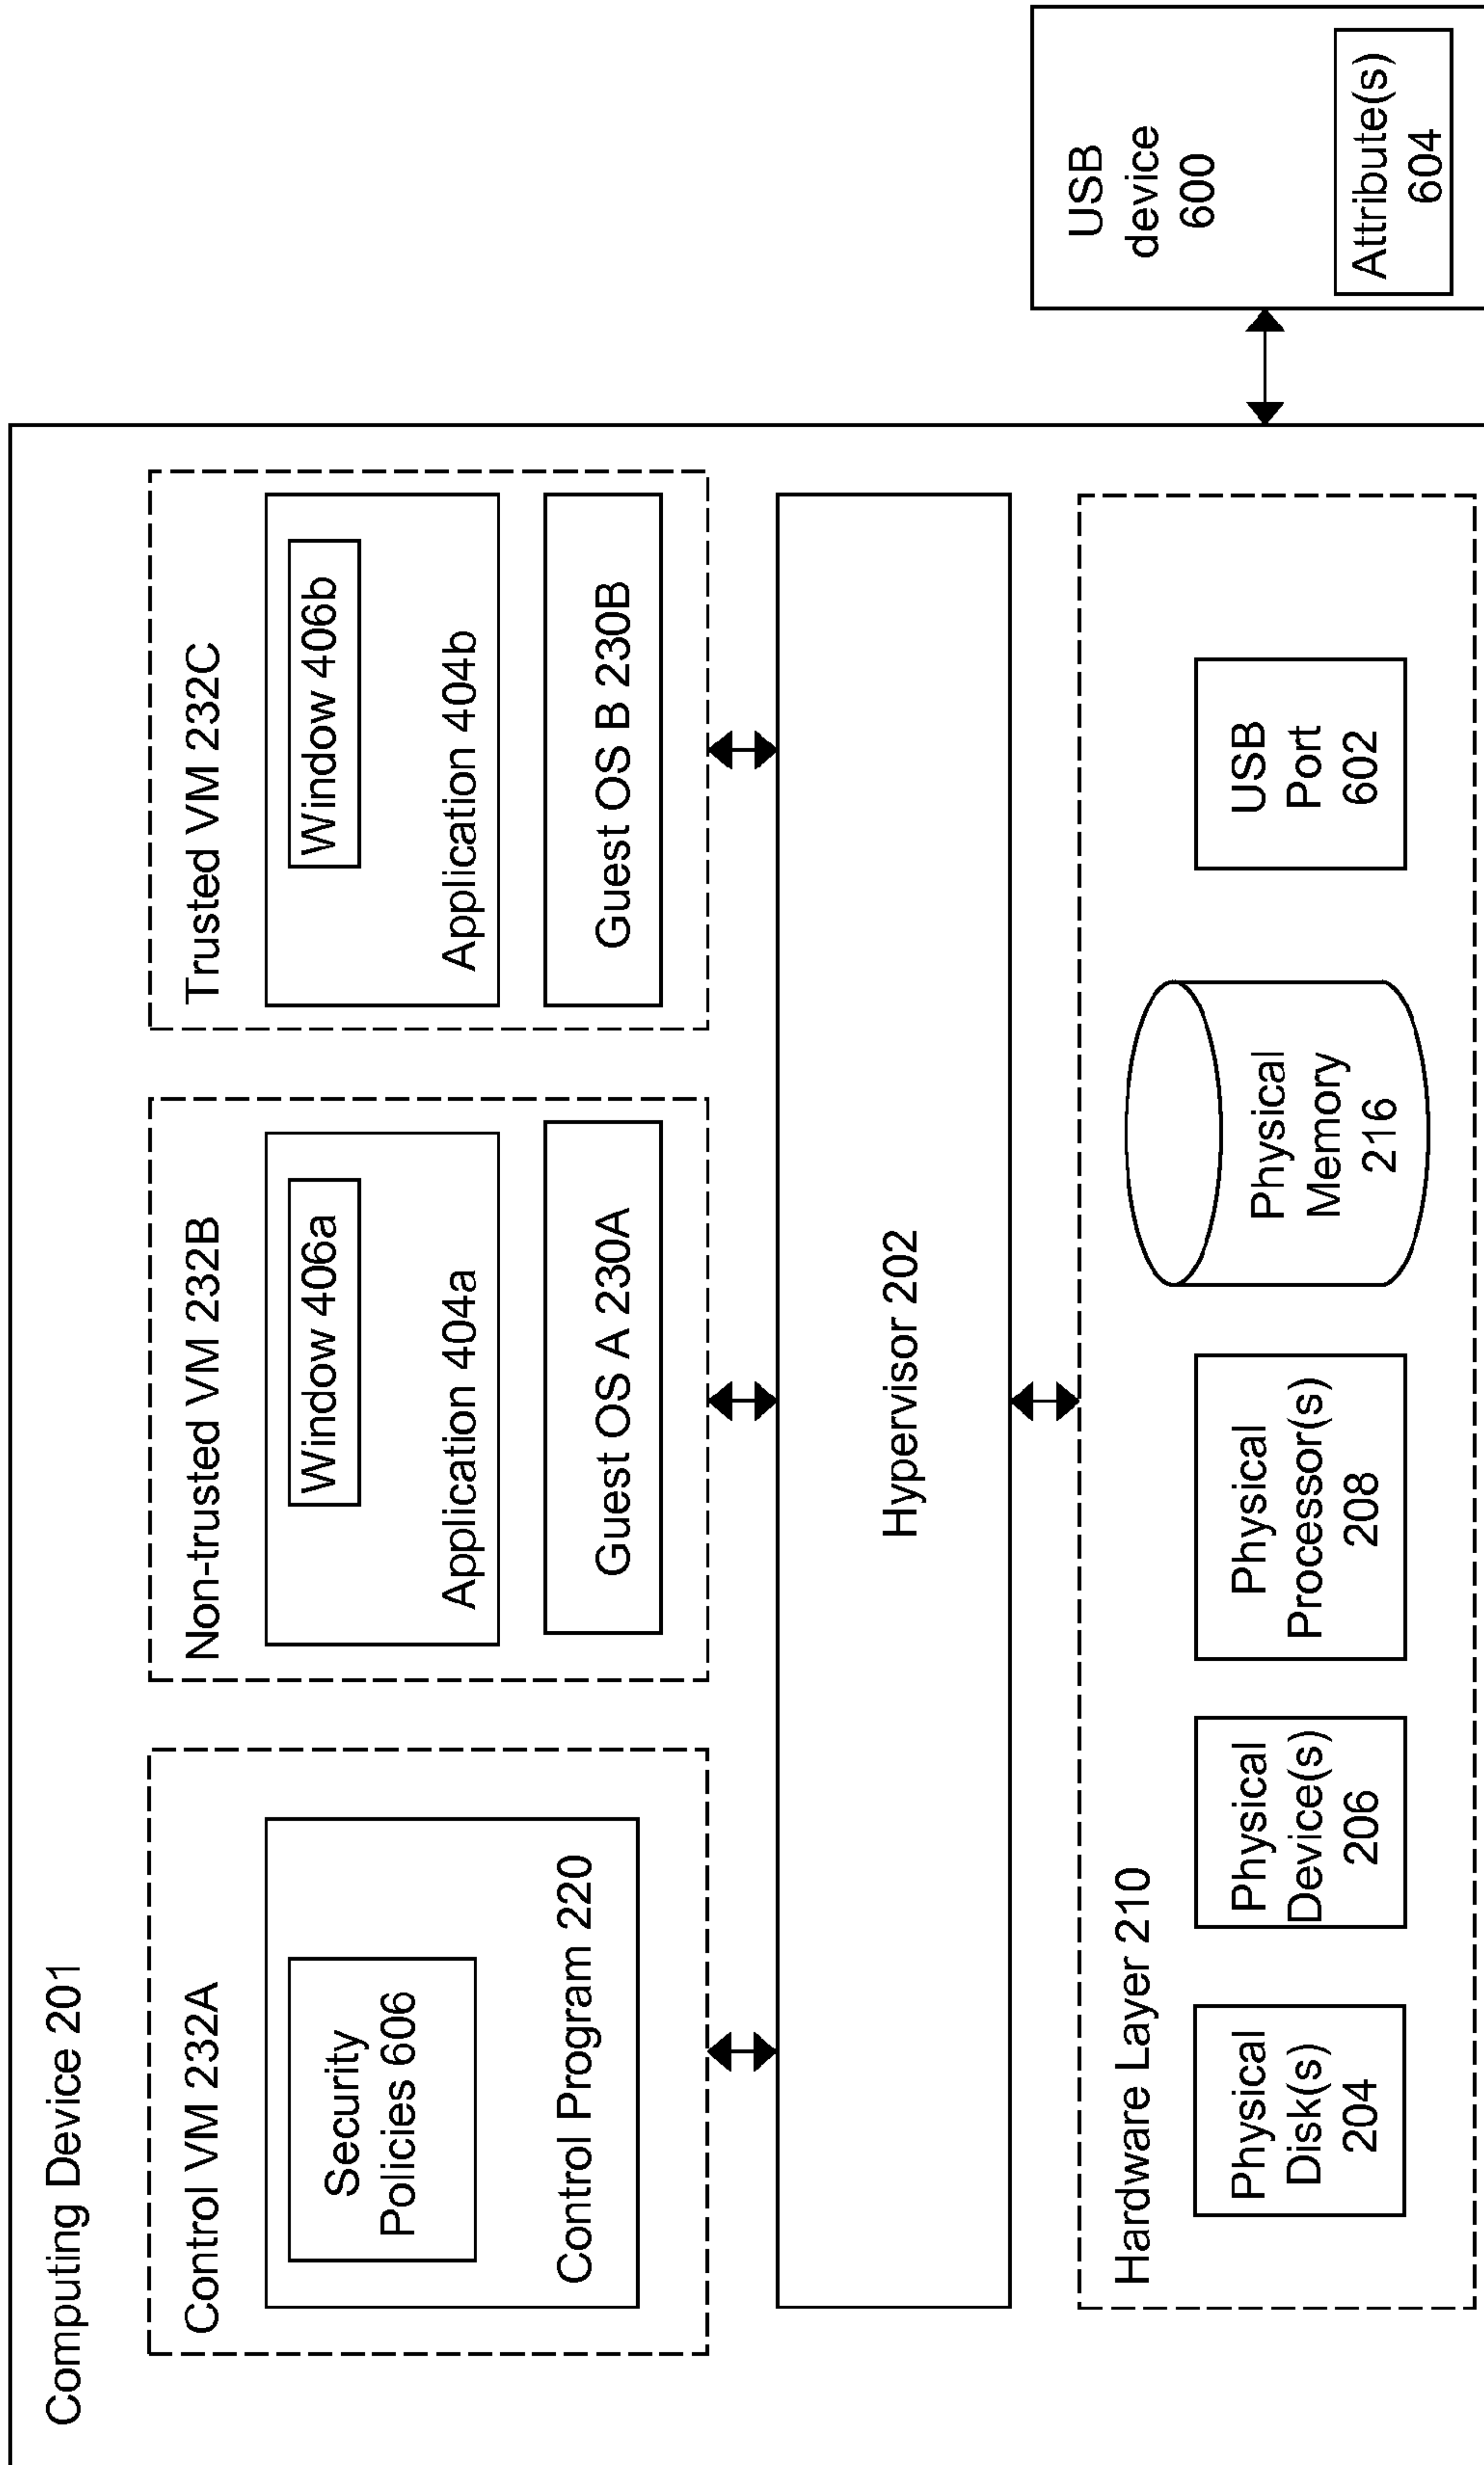 Computing Device 201
Control VM 232A
Security
Policies 606
Control Program 220
Non-trusted VM 232B
Window 406a
Application 404a
Guest OS A 230A
Trusted VM 232C
Window 406b
Application 404b
Guest OS B 230B
Hypervisor 202
Hardware Layer 210
Physical
Disk(s)
204
Physical
Device(s)
206
Physical
Processor(s)
208
Physical
Memory
216
USB
Port
602
USB
device
600
Attribute(s)
604